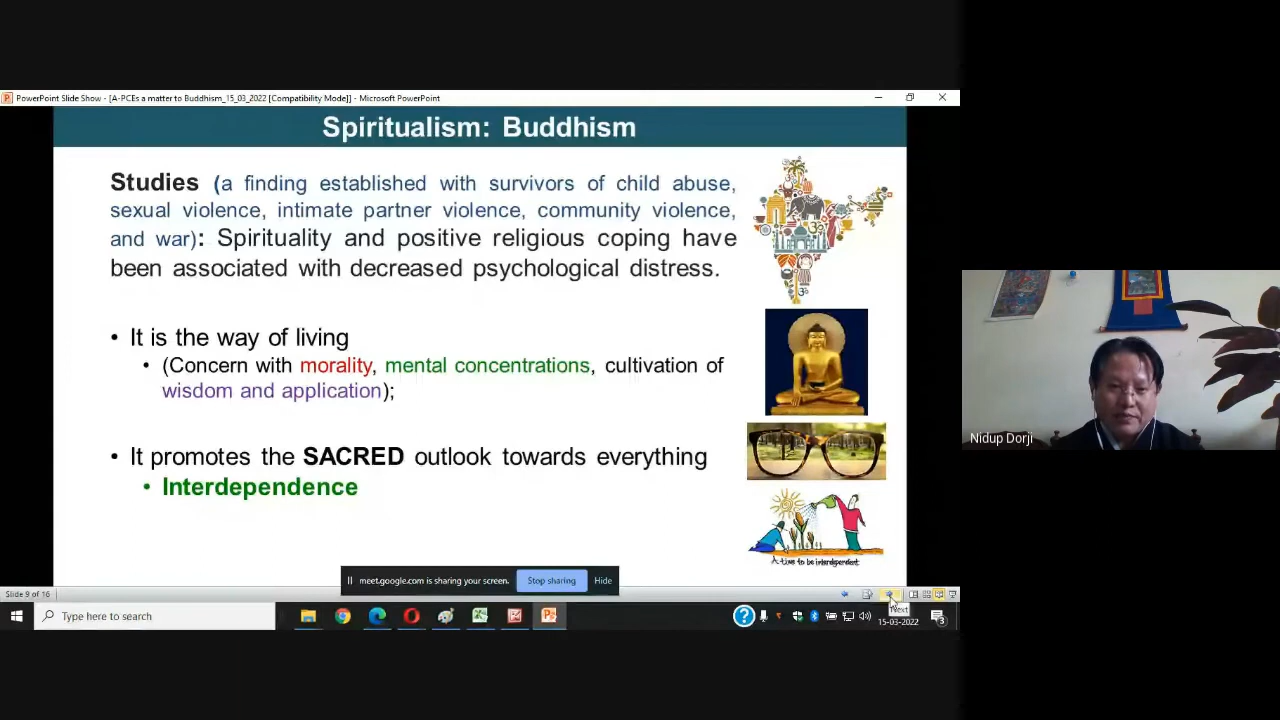 PowerPoint Slide Show - [A-PCEs a matter to Buddhism_15_03_2022 [Compatibility Mode]] - Microsoft PowerPoint
Spiritualism: Buddhism
Studies (a finding established with survivors of child abuse,
sexual violence, intimate partner violence, community violence,
and war): Spirituality and positive religious coping have
been associated with decreased psychological distress.
• It is the way of living
• (Concern with morality, mental concentrations, cultivation of
wisdom and application);
• It promotes the SACRED outlook towards everything
• Interdependence
A time to be interdependent
Nidup Dorji
meet.google.com is sharing your screen.
Stop sharing
Hide
Slide 9 of 16
Next
Type here to search
15-03-2022
3